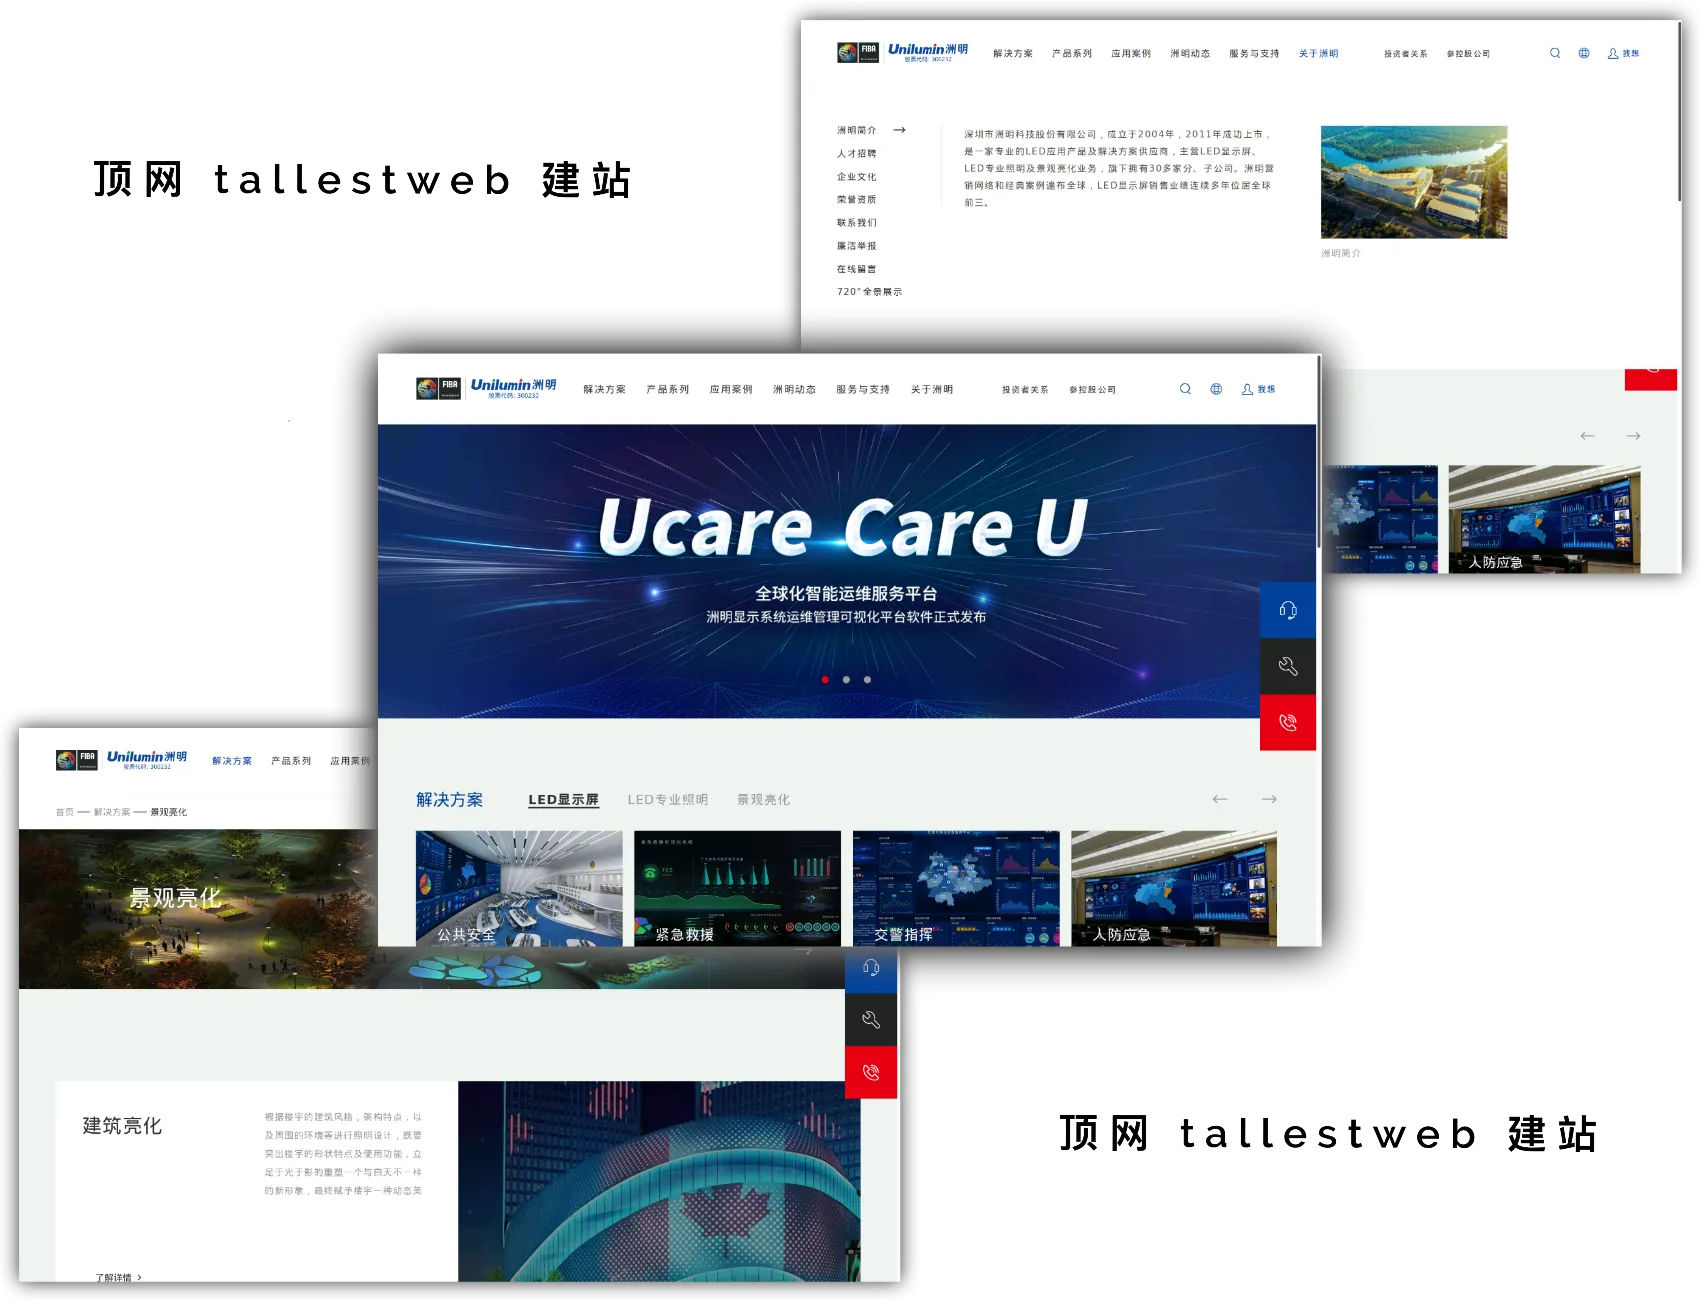 顶网 tallestweb 建站
FIBA
Unilumin洲明
股票代码: 300232
解决方案 产品系列 应用案例 洲明动态 服务与支持 关于洲明 投资者关系 参控股公司 我想
洲明简介
人才招聘
企业文化
荣誉资质
联系我们
廉洁举报
在线留言
720°全景展示
深圳市洲明科技股份有限公司，成立于2004年，2011年成功上市，
是一家专业的LED应用产品及解决方案供应商，主营LED显示屏、
LED专业照明及景观亮化业务，旗下拥有30多家分、子公司。洲明营
销网络和经典案例遍布全球，LED显示屏销售业绩连续多年位居全球
前三。
洲明简介
人防应急
FIBA
Unilumin洲明
股票代码: 300232
解决方案 产品系列 应用案例 洲明动态 服务与支持 关于洲明 投资者关系 参控股公司 我想
Ucare Care U
全球化智能运维服务平台
洲明显示系统运维管理可视化平台软件正式发布
解决方案 LED显示屏 LED专业照明 景观亮化
公共安全 紧急救援 交警指挥 人防应急
FIBA
Unilumin洲明
股票代码: 300232
解决方案 产品系列 应用案例
首页 — 解决方案 — 景观亮化
景观亮化
建筑亮化
根据楼宇的建筑风格，架构特点，以
及周围的环境等进行照明设计，既要
突出楼宇的形状特点及使用功能，立
足于光于影的重塑一个与白天不一样
的新形象，最终赋予楼宇一种动态美
了解详情 >
顶网 tallestweb 建站